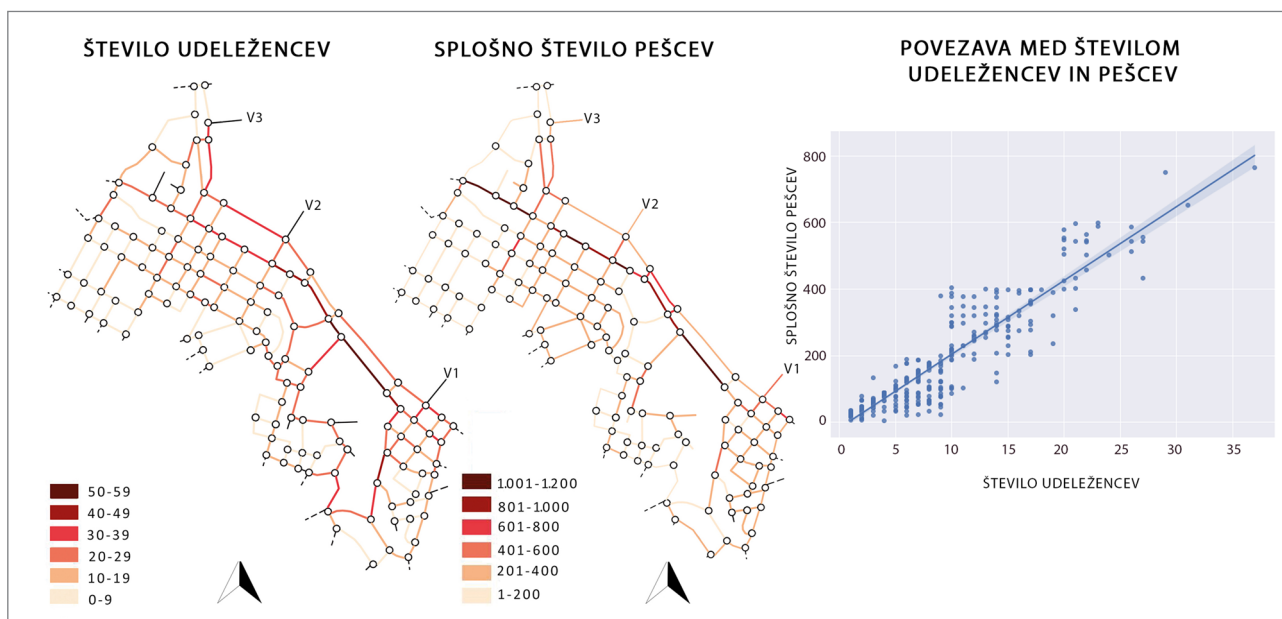 ŠTEVILO UDELEŽENCEV
V3
V2
V1
50-59
40-49
30-39
20-29
10-19
0-9
SPLOŠNO ŠTEVILO PEŠCEV
V3
V2
V1
1.001-1.200
801-1.000
601-800
401-600
201-400
1-200
POVEZAVA MED ŠTEVILOM
UDELEŽENCEV IN PEŠCEV
SPLOŠNO ŠTEVILO PEŠCEV
800
600
400
200
0
0 5 10 15 20 25 30 35
ŠTEVILO UDELEŽENCEV